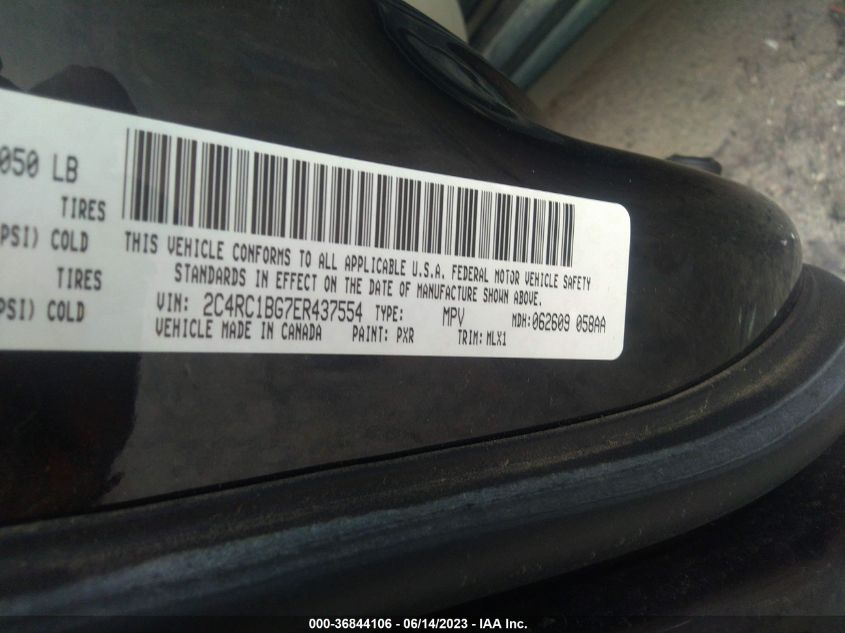 050 LB
TIRES
PSI) COLD
TIRES
PSI) COLD
THIS VEHICLE CONFORMS TO ALL APPLICABLE U.S.A. FEDERAL MOTOR VEHICLE SAFETY
STANDARDS IN EFFECT ON THE DATE OF MANUFACTURE SHOWN ABOVE.
VIN: 2C4RC1BG7ER437554 TYPE: MPV MDH:062609 058AA
VEHICLE MADE IN CANADA PAINT: PXR TRIM:MLX1
000-36844106 - 06/14/2023 - IAA Inc.